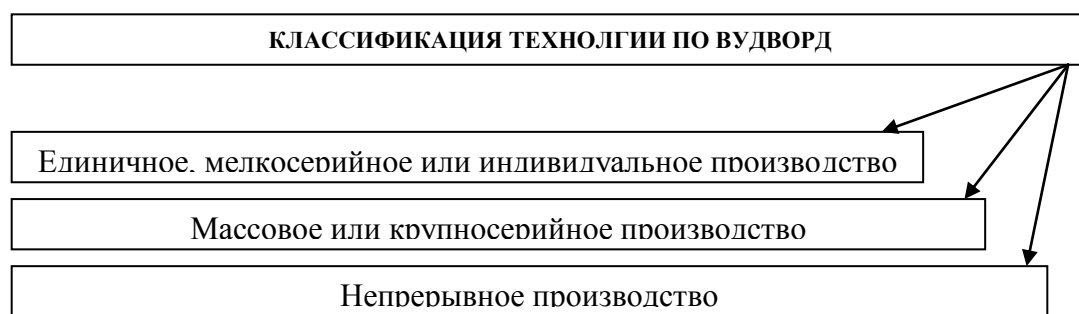 КЛАССИФИКАЦИЯ ТЕХНОЛГИИ ПО ВУДВОРД
Единичное, мелкосерийное или индивидуальное производство
Массовое или крупносерийное производство
Непрерывное производство